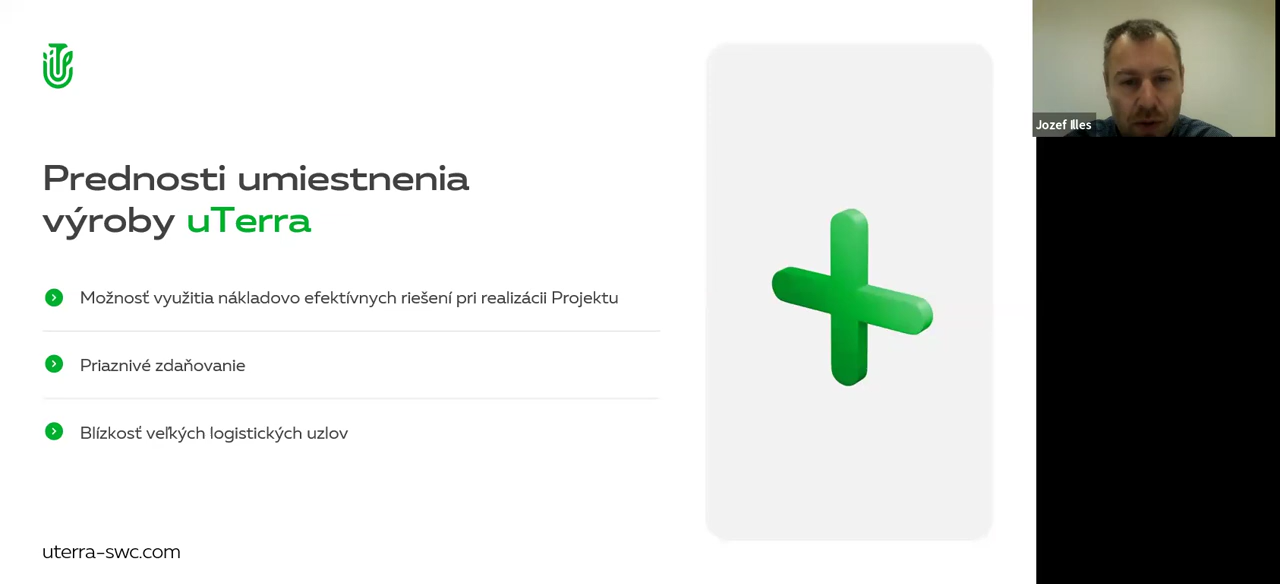 Prednosti umiestnenia
výroby uTerra
Možnosť využitia nákladovo efektívnych riešení pri realizácii Projektu
Priaznivé zdaňovanie
Blízkosť veľkých logistických uzlov
uterra-swc.com
Jozef Illes